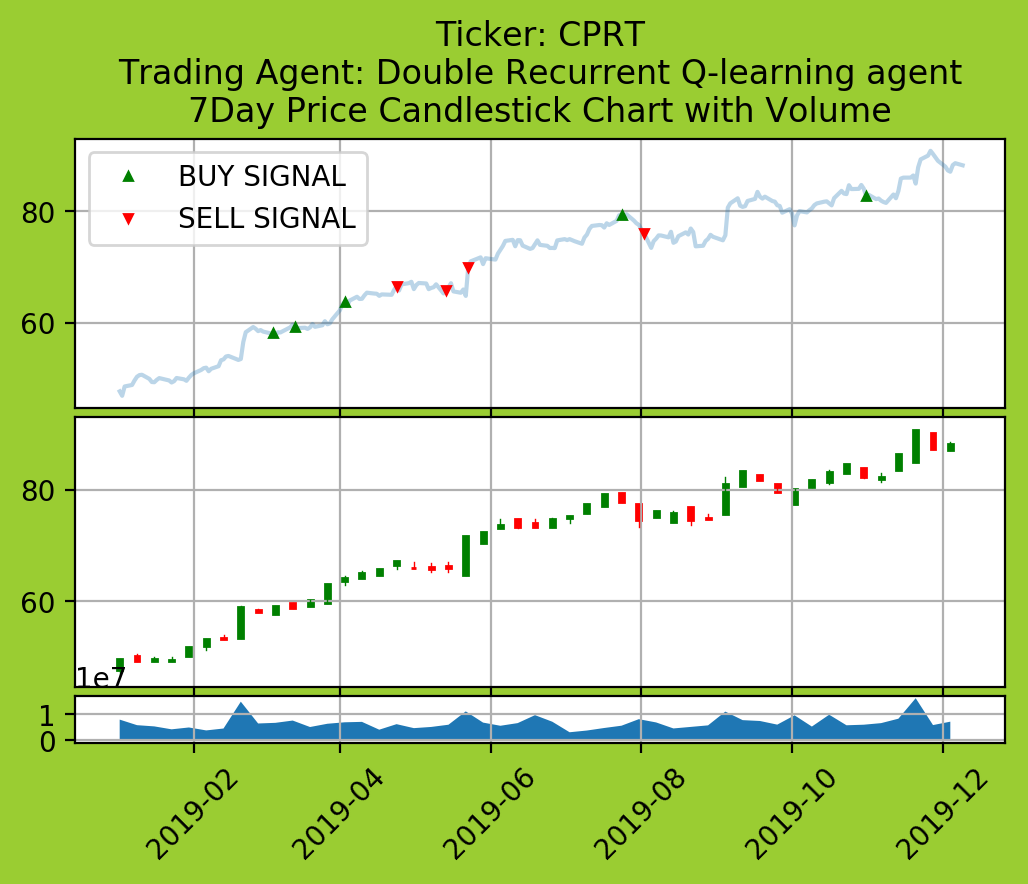 Ticker: CPRT
Trading Agent: Double Recurrent Q-learning agent
7Day Price Candlestick Chart with Volume
BUY SIGNAL
SELL SIGNAL
80
60
80
60
1e7
1
0
2019-02
2019-04
2019-06
2019-08
2019-10
2019-12